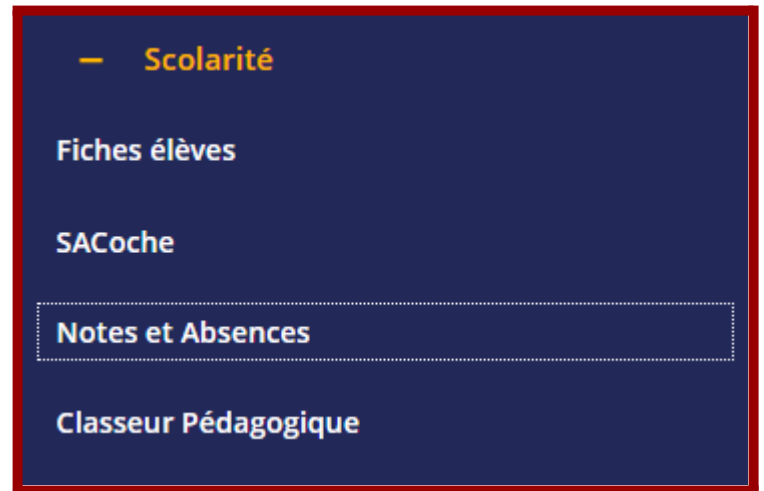 – Scolarité
Fiches élèves
SACoche
Notes et Absences
Classeur Pédagogique